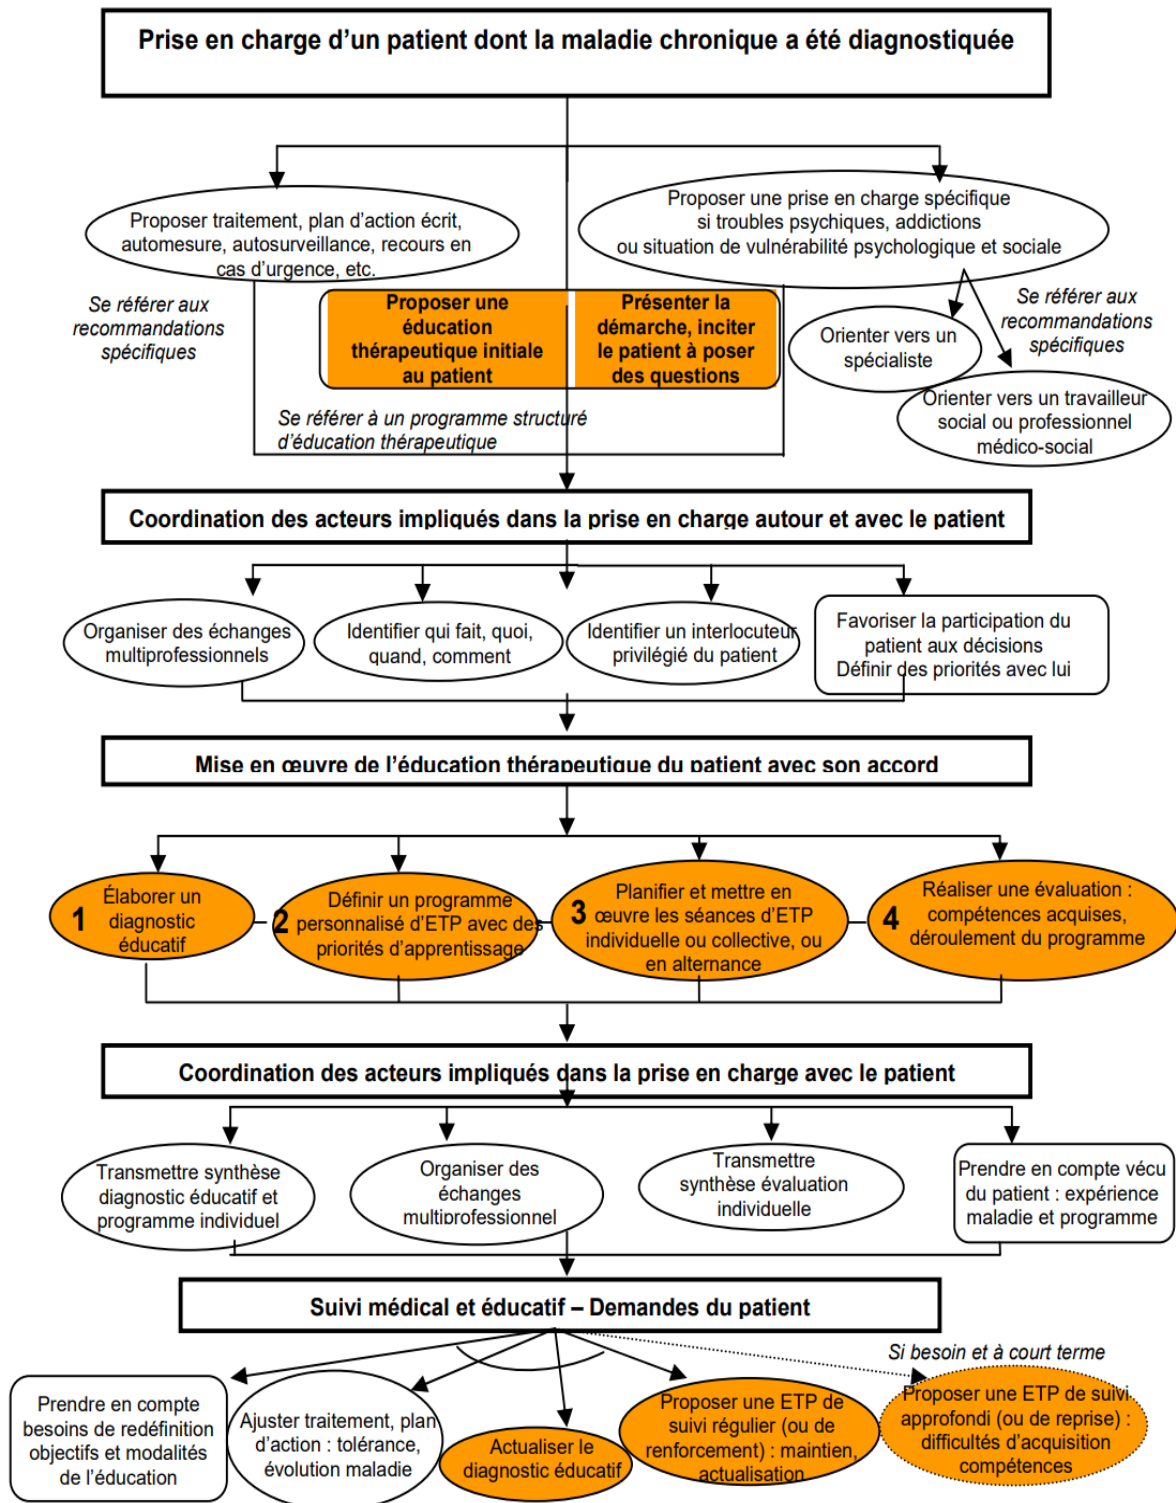 Prise en charge d’un patient dont la maladie chronique a été diagnostiquée
Proposer traitement, plan d’action écrit,
automesure, autosurveillance, recours en
cas d’urgence, etc.
Proposer une prise en charge spécifique
si troubles psychiques, addictions
ou situation de vulnérabilité psychologique et sociale
Se référer aux
recommandations
spécifiques
Proposer une
éducation
thérapeutique initiale
au patient
Présenter la
démarche, inciter
le patient à poser
des questions
Orienter vers un
spécialiste
Se référer aux
recommandations
spécifiques
Orienter vers un travailleur
social ou professionnel
médico-social
Se référer à un programme structuré
d’éducation thérapeutique
Coordination des acteurs impliqués dans la prise en charge autour et avec le patient
Organiser des échanges
multiprofessionnels
Identifier qui fait, quoi,
quand, comment
Identifier un interlocuteur
privilégié du patient
Favoriser la participation du
patient aux décisions
Définir des priorités avec lui
Mise en œuvre de l’éducation thérapeutique du patient avec son accord
1
Élaborer un
diagnostic
éducatif
2
Définir un programme
personnalisé d’ETP avec des
priorités d’apprentissage
3
Planifier et mettre en
œuvre les séances d’ETP
individuelle ou collective, ou
en alternance
4
Réaliser une évaluation :
compétences acquises,
déroulement du programme
Coordination des acteurs impliqués dans la prise en charge avec le patient
Transmettre synthèse
diagnostic éducatif et
programme individuel
Organiser des
échanges
multiprofessionnel
Transmettre
synthèse évaluation
individuelle
Prendre en compte vécu
du patient : expérience
maladie et programme
Suivi médical et éducatif – Demandes du patient
Si besoin et à court terme
Prendre en compte
besoins de redéfinition
objectifs et modalités
de l’éducation
Ajuster traitement, plan
d’action : tolérance,
évolution maladie
Actualiser le
diagnostic éducatif
Proposer une ETP de
suivi régulier (ou de
renforcement) : maintien,
actualisation
Proposer une ETP de suivi
approfondi (ou de reprise) :
difficultés d’acquisition
compétences